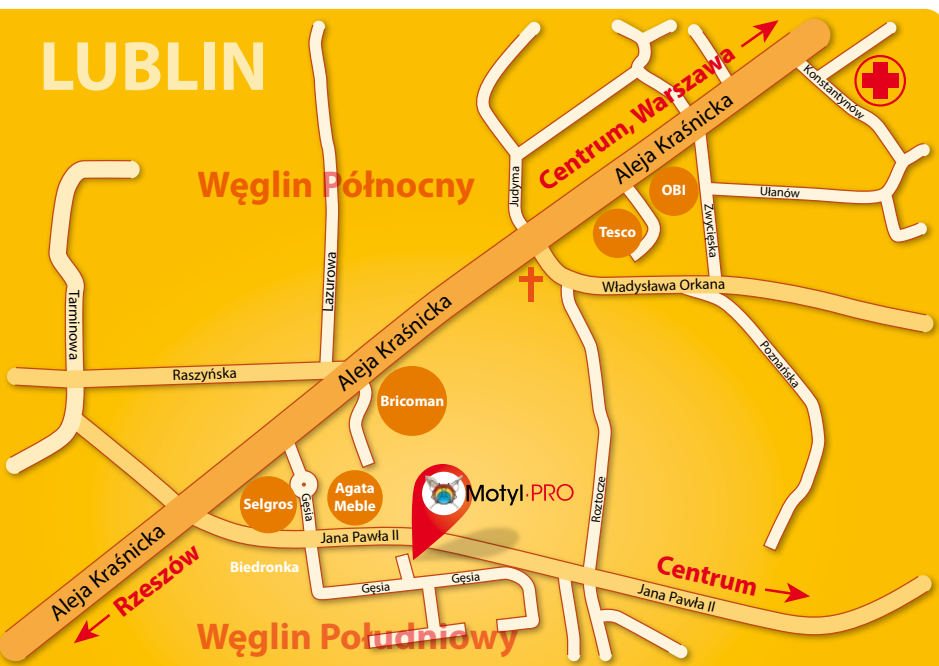 LUBLIN
Centrum, Warszawa
Konstantynów
Aleja Kraśnicka
Węglin Północny
Judyma
OBI
Ułanów
Tesco
Zwycięska
Władysława Orkana
Lazurowa
Tarminowa
Aleja Kraśnicka
Poznańska
Raszyńska
Bricoman
Roztocze
Agata
Meble
Selgros
Gęsia
Motyl·PRO
Jana Pawła II
Aleja Kraśnicka
Rzeszów
Biedronka
Gęsia
Gęsia
Centrum
Jana Pawła II
Węglin Południowy